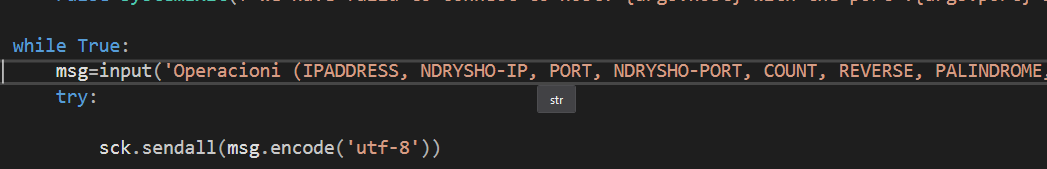 while True:
msg=input('Operacioni (IPADDRESS, NDRYSHO-IP, PORT, NDRYSHO-PORT, COUNT, REVERSE, PALINDROME,
try:
str
sck.sendall(msg.encode('utf-8'))